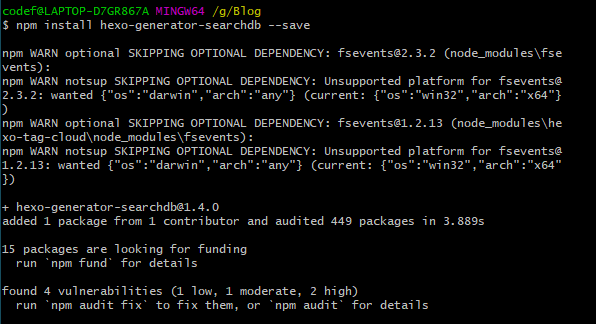 codef@LAPTOP-D7GR867A MINGW64 /g/Blog
$ npm install hexo-generator-searchdb --save
npm WARN optional SKIPPING OPTIONAL DEPENDENCY: fsevents@2.3.2 (node_modules\fse
vents):
npm WARN notsup SKIPPING OPTIONAL DEPENDENCY: Unsupported platform for fsevents@
2.3.2: wanted {"os":"darwin","arch":"any"} (current: {"os":"win32","arch":"x64"}
)
npm WARN optional SKIPPING OPTIONAL DEPENDENCY: fsevents@1.2.13 (node_modules\he
xo-tag-cloud\node_modules\fsevents):
npm WARN notsup SKIPPING OPTIONAL DEPENDENCY: Unsupported platform for fsevents@
1.2.13: wanted {"os":"darwin","arch":"any"} (current: {"os":"win32","arch":"x64"
})
+ hexo-generator-searchdb@1.4.0
added 1 package from 1 contributor and audited 449 packages in 3.889s
15 packages are looking for funding
run `npm fund` for details
found 4 vulnerabilities (1 low, 1 moderate, 2 high)
run `npm audit fix` to fix them, or `npm audit` for details